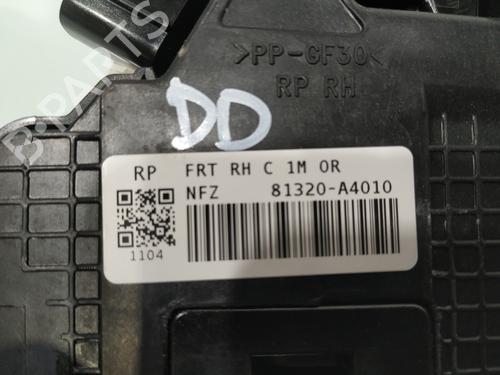 >PP-GF30<
RP RH
DD
RP FRT RH C 1M OR
NFZ 81320-A4010
1104
B-PARTS